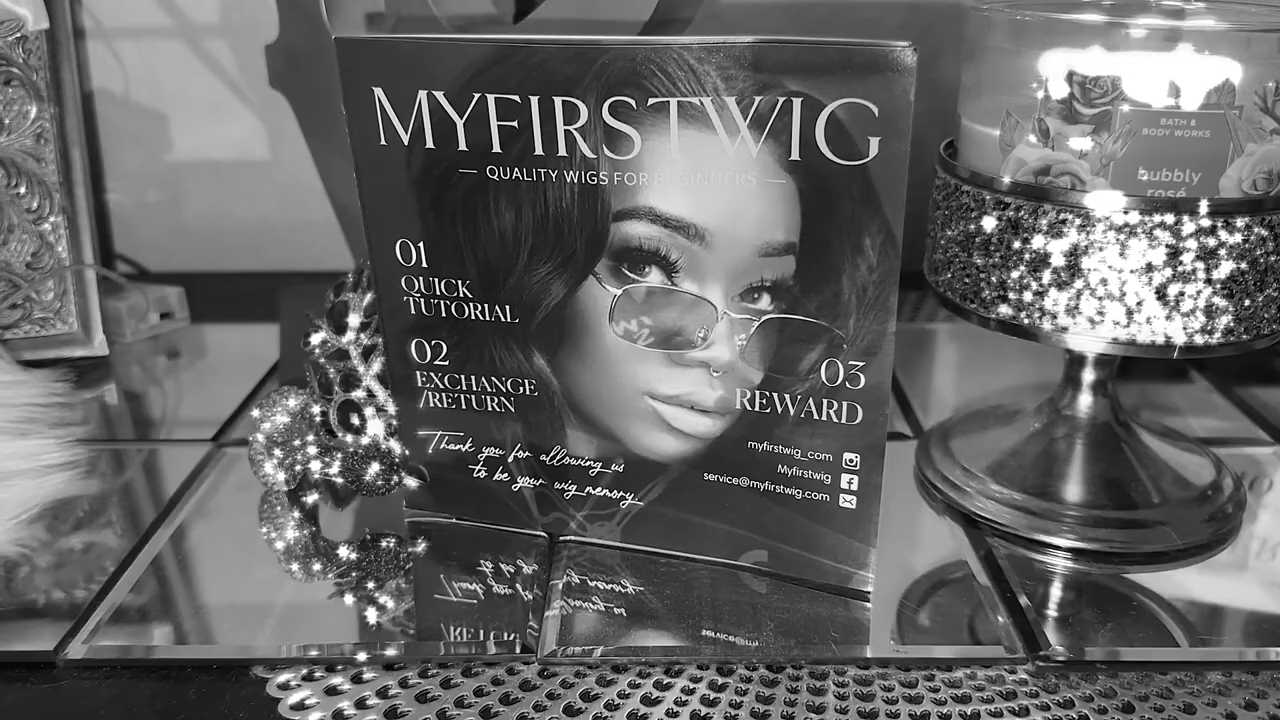 MYFIRSTWIG
— QUALITY WIGS FOR BEGINNERS —
01
QUICK
TUTORIAL
02
EXCHANGE
/RETURN
03
REWARD
Thank you for allowing us
to be your wig memory.
myfirstwig_com
Myfirstwig
service@myfirstwig.com
BATH &
BODY WORKS
bubbly
rosé